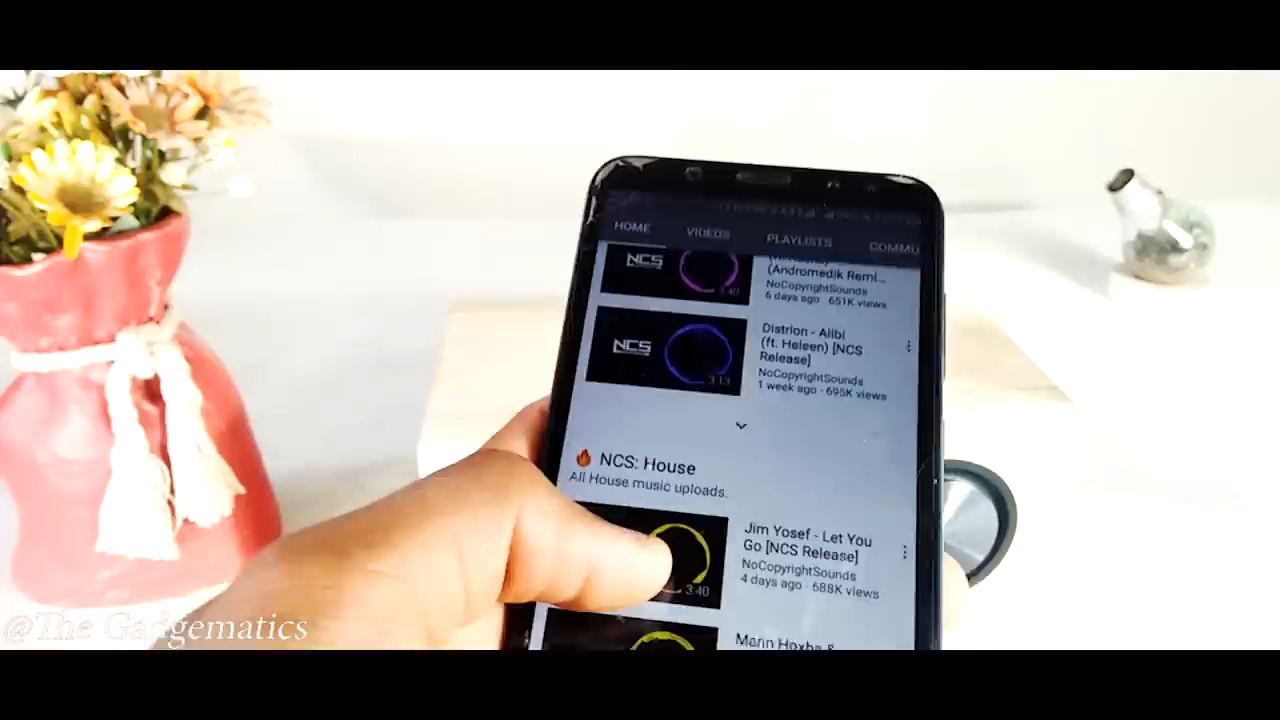 HOME VIDEOS PLAYLISTS COMMU
NCS
3:40
(Andromedik Remi...
NoCopyrightSounds
6 days ago · 651K views
NCS
3:13
Distrion - Alibi
(ft. Heleen) [NCS
Release]
NoCopyrightSounds
1 week ago · 695K views
🔥 NCS: House
All House music uploads.
3:40
Jim Yosef - Let You
Go [NCS Release]
NoCopyrightSounds
4 days ago · 688K views
Marin Hoxha &
@The Gadgematics